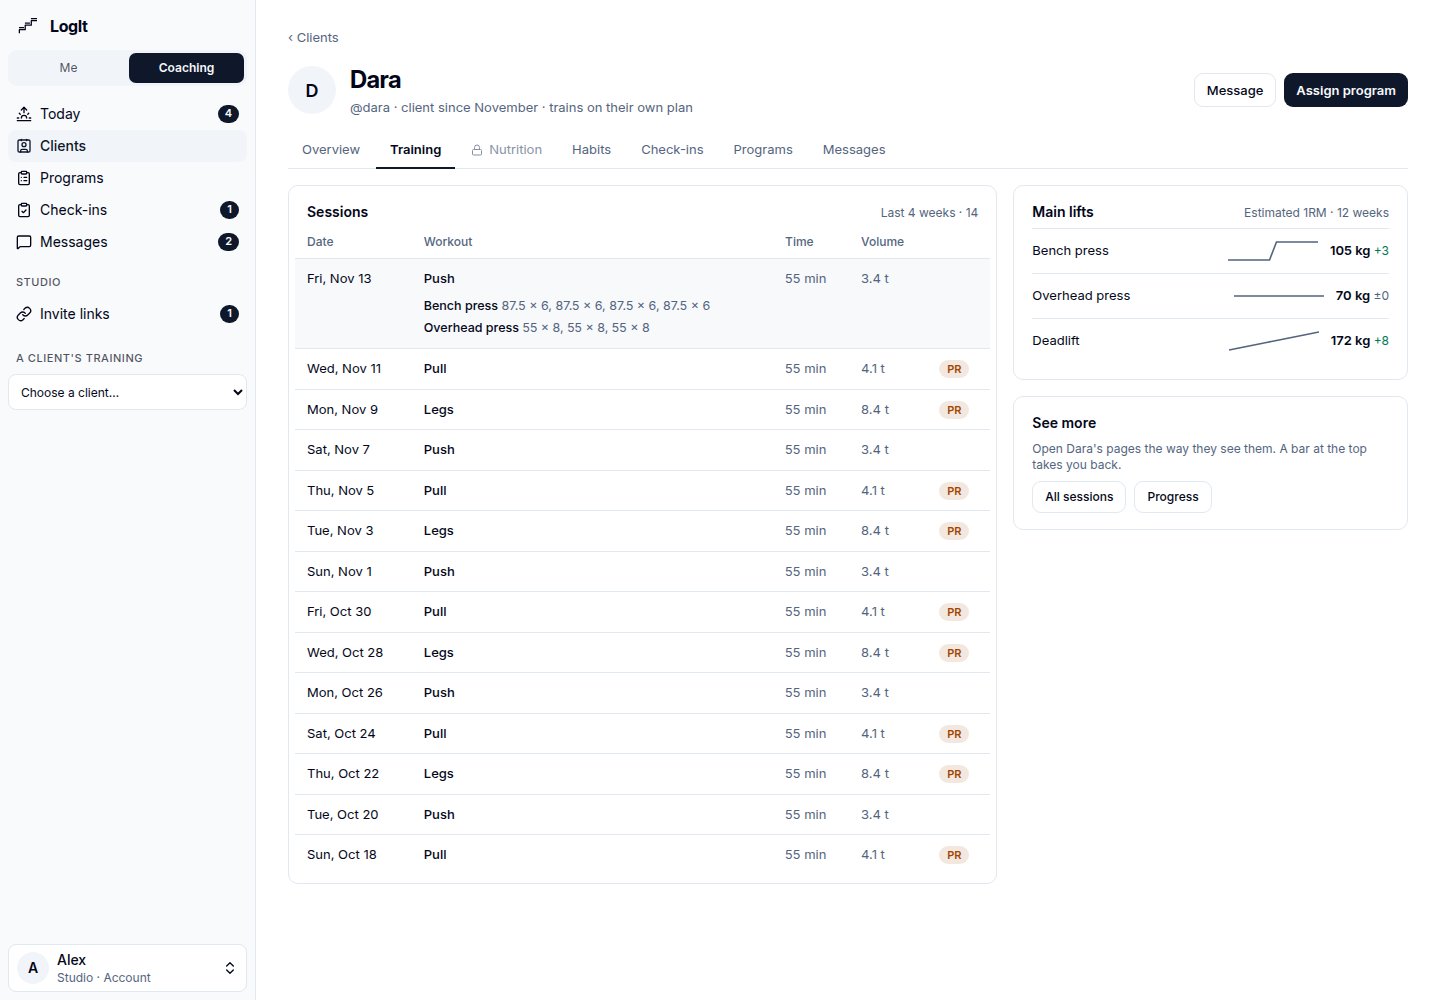 LogIt
Me
Coaching
Today 4
Clients
Programs
Check-ins 1
Messages 2
STUDIO
Invite links 1
A CLIENT'S TRAINING
Choose a client...
A
Alex
Studio · Account
‹ Clients
D
Dara
@dara · client since November · trains on their own plan
Message
Assign program
Overview
Training
Nutrition
Habits
Check-ins
Programs
Messages
Sessions
Last 4 weeks · 14
Date Workout Time Volume
Fri, Nov 13 Push 55 min 3.4 t
Bench press 87.5 × 6, 87.5 × 6, 87.5 × 6, 87.5 × 6
Overhead press 55 × 8, 55 × 8, 55 × 8
Wed, Nov 11 Pull 55 min 4.1 t PR
Mon, Nov 9 Legs 55 min 8.4 t PR
Sat, Nov 7 Push 55 min 3.4 t
Thu, Nov 5 Pull 55 min 4.1 t PR
Tue, Nov 3 Legs 55 min 8.4 t PR
Sun, Nov 1 Push 55 min 3.4 t
Fri, Oct 30 Pull 55 min 4.1 t PR
Wed, Oct 28 Legs 55 min 8.4 t PR
Mon, Oct 26 Push 55 min 3.4 t
Sat, Oct 24 Pull 55 min 4.1 t PR
Thu, Oct 22 Legs 55 min 8.4 t PR
Tue, Oct 20 Push 55 min 3.4 t
Sun, Oct 18 Pull 55 min 4.1 t PR
Main lifts
Estimated 1RM · 12 weeks
Bench press 105 kg +3
Overhead press 70 kg ±0
Deadlift 172 kg +8
See more
Open Dara's pages the way they see them. A bar at the top
takes you back.
All sessions
Progress